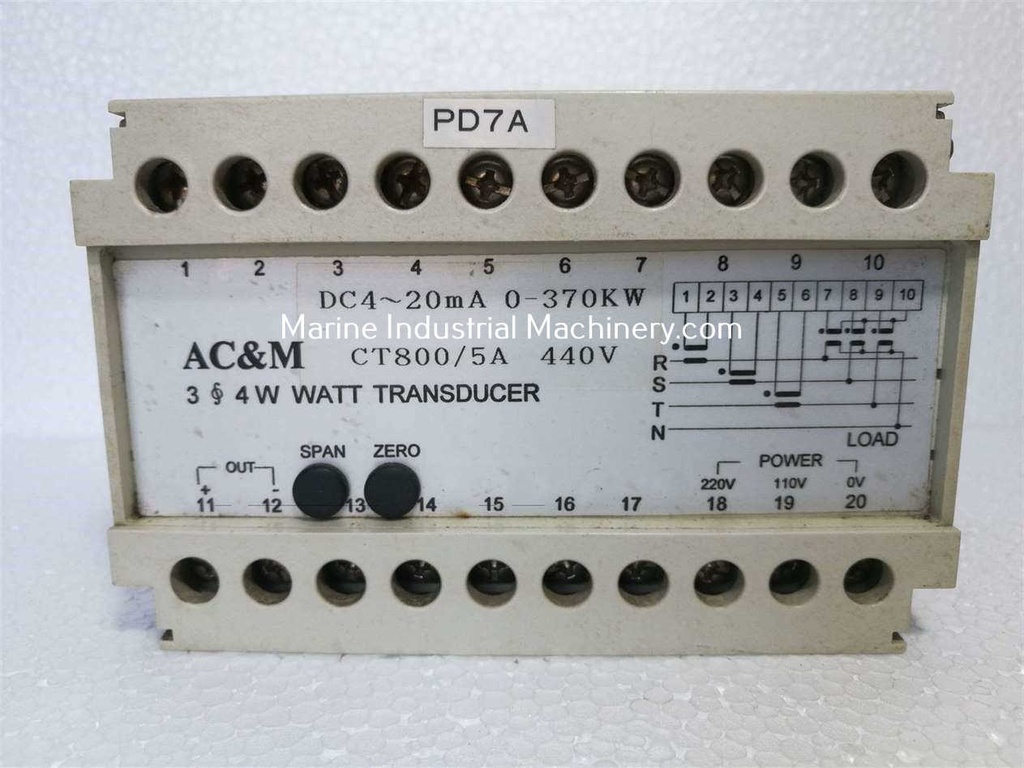 PD7A
1 2 3 4 5 6 7 8 9 10
DC4~20mA 0-370KW
1 2 3 4 5 6 7 8 9 10
Marine Industrial Machinery.com
AC&M CT800/5A 440V
3 ∮ 4W WATT TRANSDUCER
R
S
T
N
LOAD
SPAN ZERO
OUT
+ -
POWER
220V 110V 0V
11 12 13 14 15 16 17 18 19 20